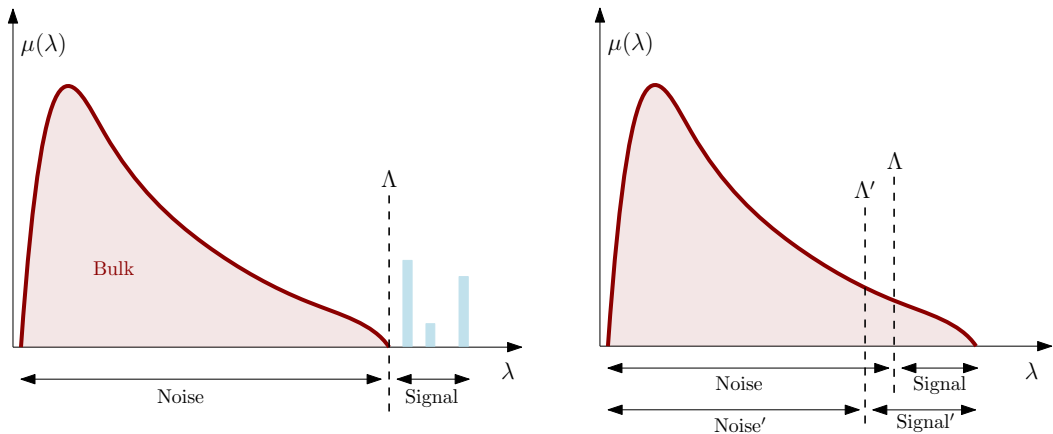 μ(λ)
Λ
Bulk
λ
Noise
Signal
μ(λ)
Λ
Λ′
λ
Noise
Signal
Noise′
Signal′